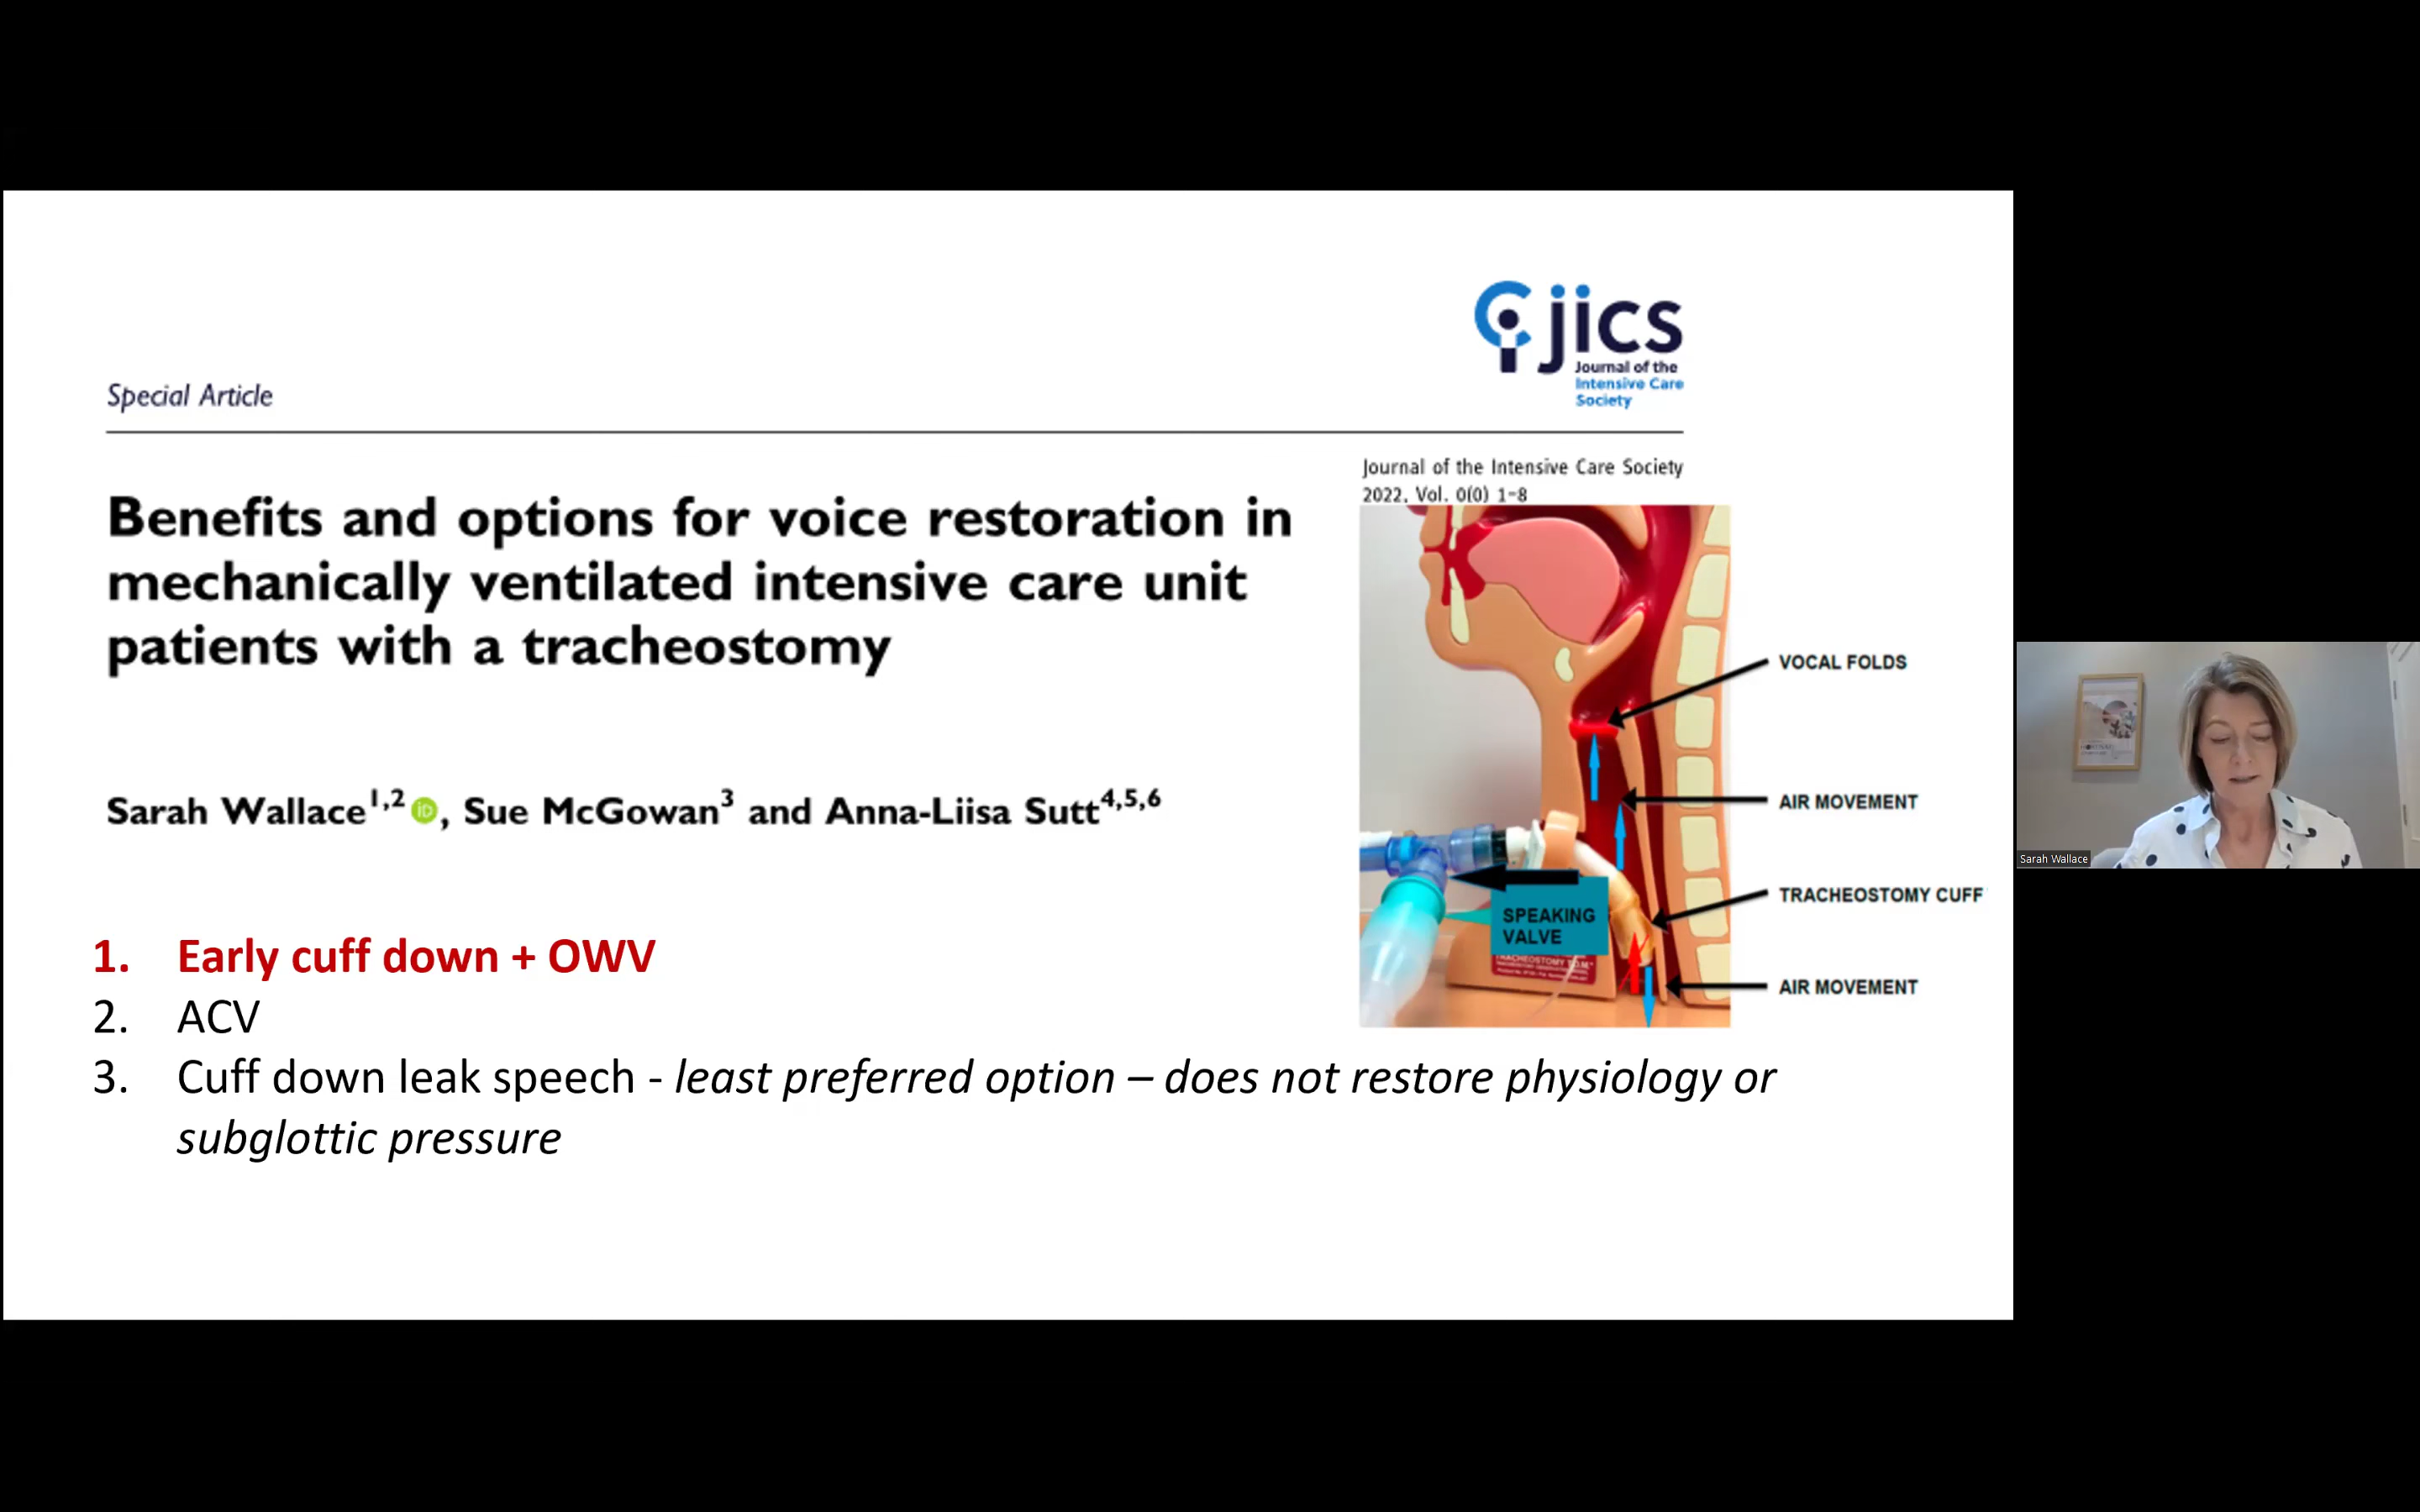 jics
Journal of the
Intensive Care
Society
Special Article
Journal of the Intensive Care Society
2022, Vol. 0(0) 1–8
Benefits and options for voice restoration in
mechanically ventilated intensive care unit
patients with a tracheostomy
Sarah Wallace1,2 iD, Sue McGowan3 and Anna-Liisa Sutt4,5,6
VOCAL FOLDS
AIR MOVEMENT
TRACHEOSTOMY CUFF
SPEAKING
VALVE
AIR MOVEMENT
1. Early cuff down + OWV
2. ACV
3. Cuff down leak speech - least preferred option – does not restore physiology or
subglottic pressure
Sarah Wallace